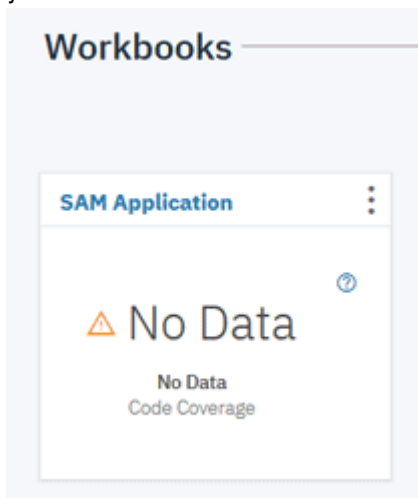 Workbooks
SAM Application
No Data
No Data
Code Coverage